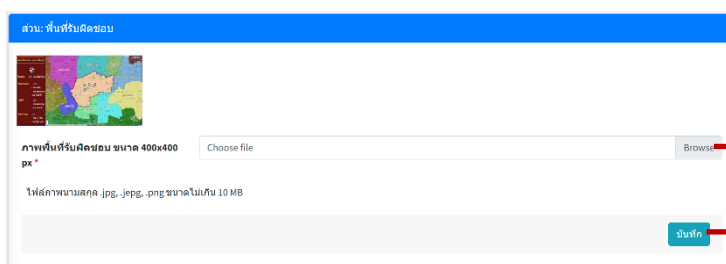 ส่วน: พื้นที่รับผิดชอบ
ภาพพื้นที่รับผิดชอบ ขนาด 400x400
px *
Choose file
Browse
ไฟล์ภาพนามสกุล .jpg, .jepg, .png ขนาดไม่เกิน 10 MB
บันทึก